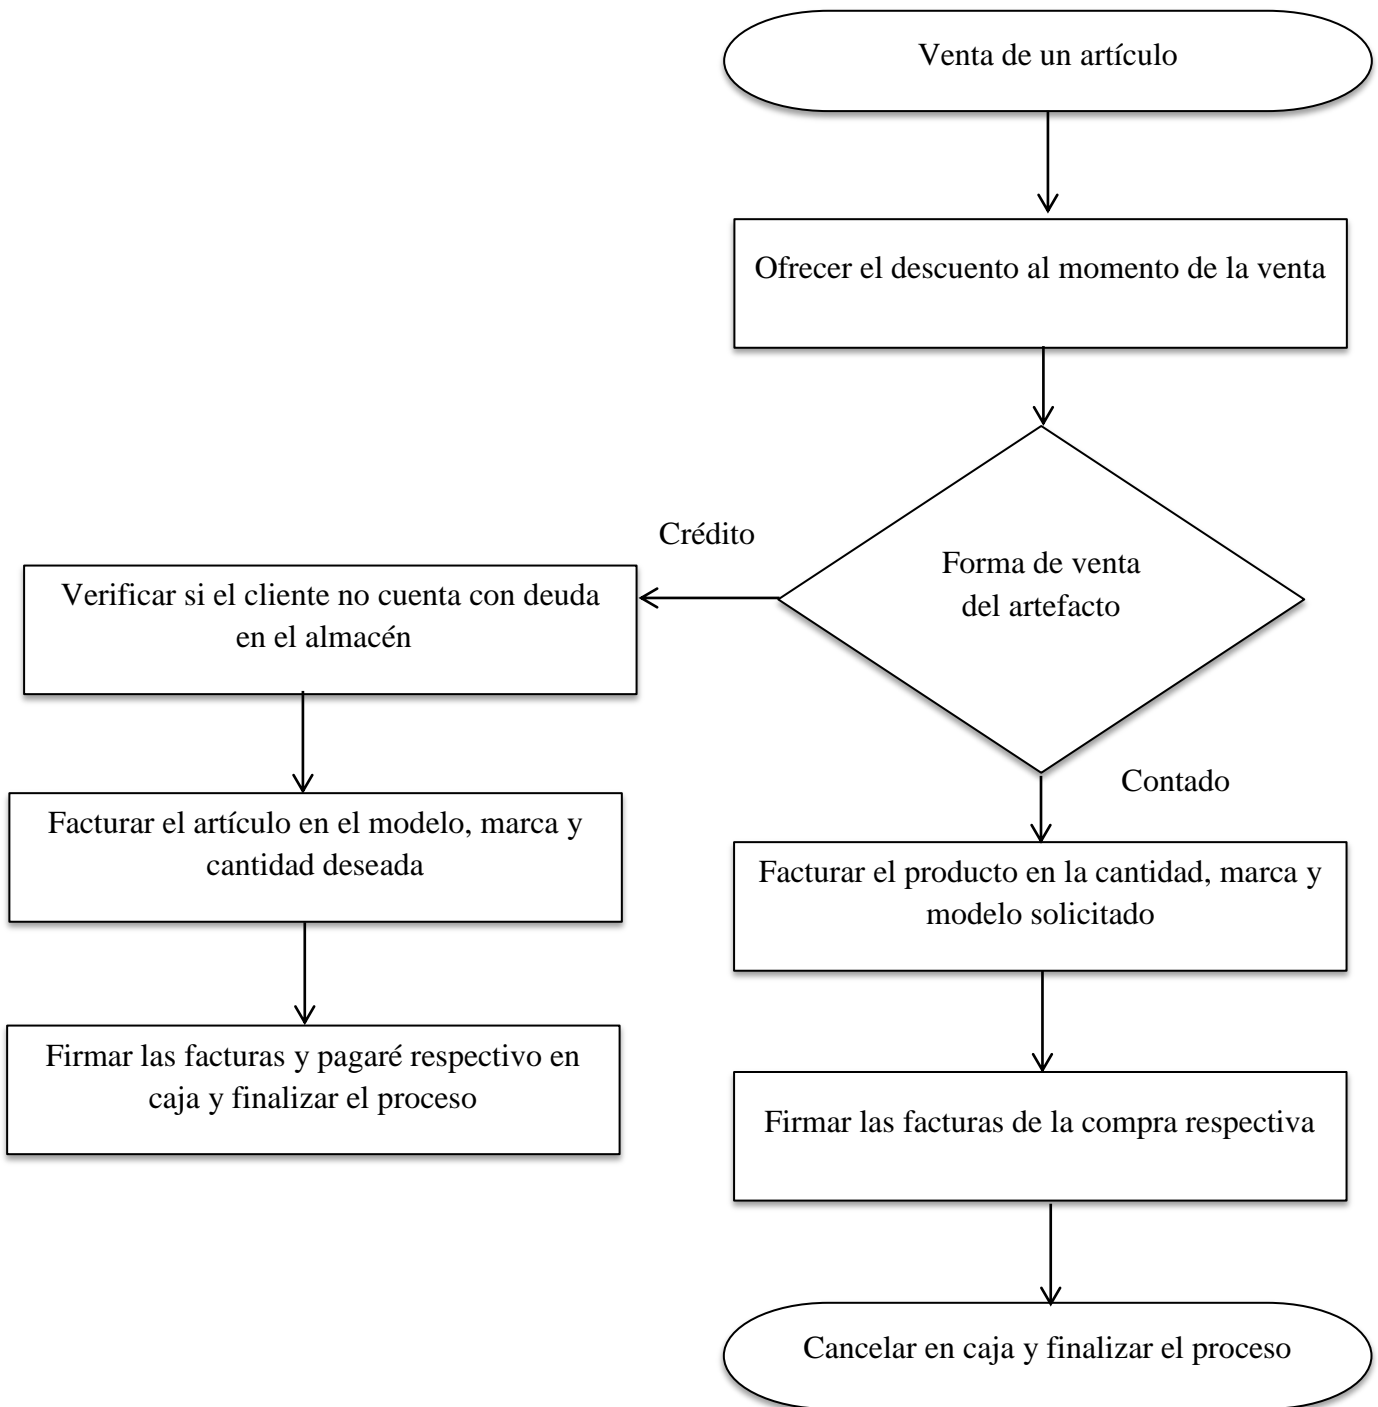 Venta de un artículo
Ofrecer el descuento al momento de la venta
Crédito
Forma de venta
del artefacto
Verificar si el cliente no cuenta con deuda
en el almacén
Contado
Facturar el artículo en el modelo, marca y
cantidad deseada
Facturar el producto en la cantidad, marca y
modelo solicitado
Firmar las facturas y pagaré respectivo en
caja y finalizar el proceso
Firmar las facturas de la compra respectiva
Cancelar en caja y finalizar el proceso